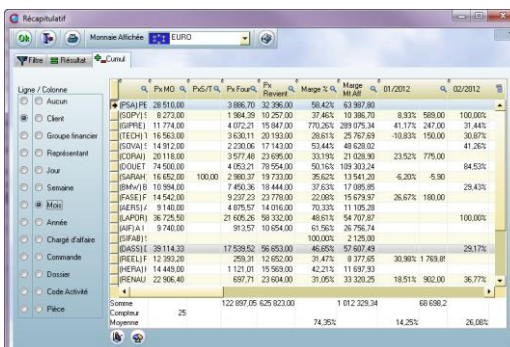 Récapitulatif
Ok Monnaie Affichée EURO
Filtre Résultat Cumul
Ligne / Colonne
Aucun
Client
Groupe financier
Représentant
Jour
Semaine
Mois
Année
Chargé d'affaire
Commande
Dossier
Code Activité
Pièce
Px MO PxS/T Px Four Px Revient Marge % Marge Mt Aff 01/2012 02/2012
(PSA) PE 28 510,00 3 886,70 32 396,00 58,42% 63 987,80
(SOPY) S 8 273,00 1 984,39 10 257,00 37,46% 10 386,70 8,93% 589,00 100,00%
(GIPRE) 11 774,00 4 072,21 15 847,00 770,26% 289 075,34 41,17% 247,00 31,44%
(TECH) 1 16 563,00 3 630,11 20 193,00 28,61% 25 767,69 -10,83% 150,00 30,87%
(SOVA) S 14 912,00 2 230,06 17 143,00 53,44% 48 628,02 41,26%
(CORA) 20 118,00 3 577,48 23 695,00 33,19% 21 028,90 23,52% 775,00
(DOUET 74 500,00 4 053,21 78 554,00 50,16% 109 303,24 84,53%
(SARAH 16 652,00 100,00 2 980,37 19 733,00 35,62% 13 541,20 -6,20% -5,90
(BMW) B 10 994,00 7 450,36 18 444,00 37,63% 17 085,85 29,43%
(FASE) F 14 542,00 9 237,23 23 778,00 22,08% 15 679,97 26,67% 180,00
(AERS) / 9 140,00 4 875,57 14 016,00 70,33% 11 105,28
(LAPOR) 36 725,50 21 605,26 58 332,00 48,61% 54 707,87 100,00%
(AIF) A I 9 740,00 913,57 10 654,00 61,56% 26 756,74
(SIFAB) S 100,00% 2 125,00
(DASS) D 39 114,33 17 539,52 56 653,00 46,65% 57 607,49 29,17%
(REEL) F 12 393,20 259,31 12 652,00 31,47% 8 377,65 30,98% 1 769,8
(HERA) H 14 449,00 1 121,01 15 569,00 42,21% 11 697,93
(RENAU 22 906,40 697,71 23 604,00 31,05% 33 320,25 18,51% 902,00 36,77%
Somme 122 897,05 625 823,00 1 012 329,34 68 698,2
Compteur 25
Moyenne 74,35% 14,25% 26,08%